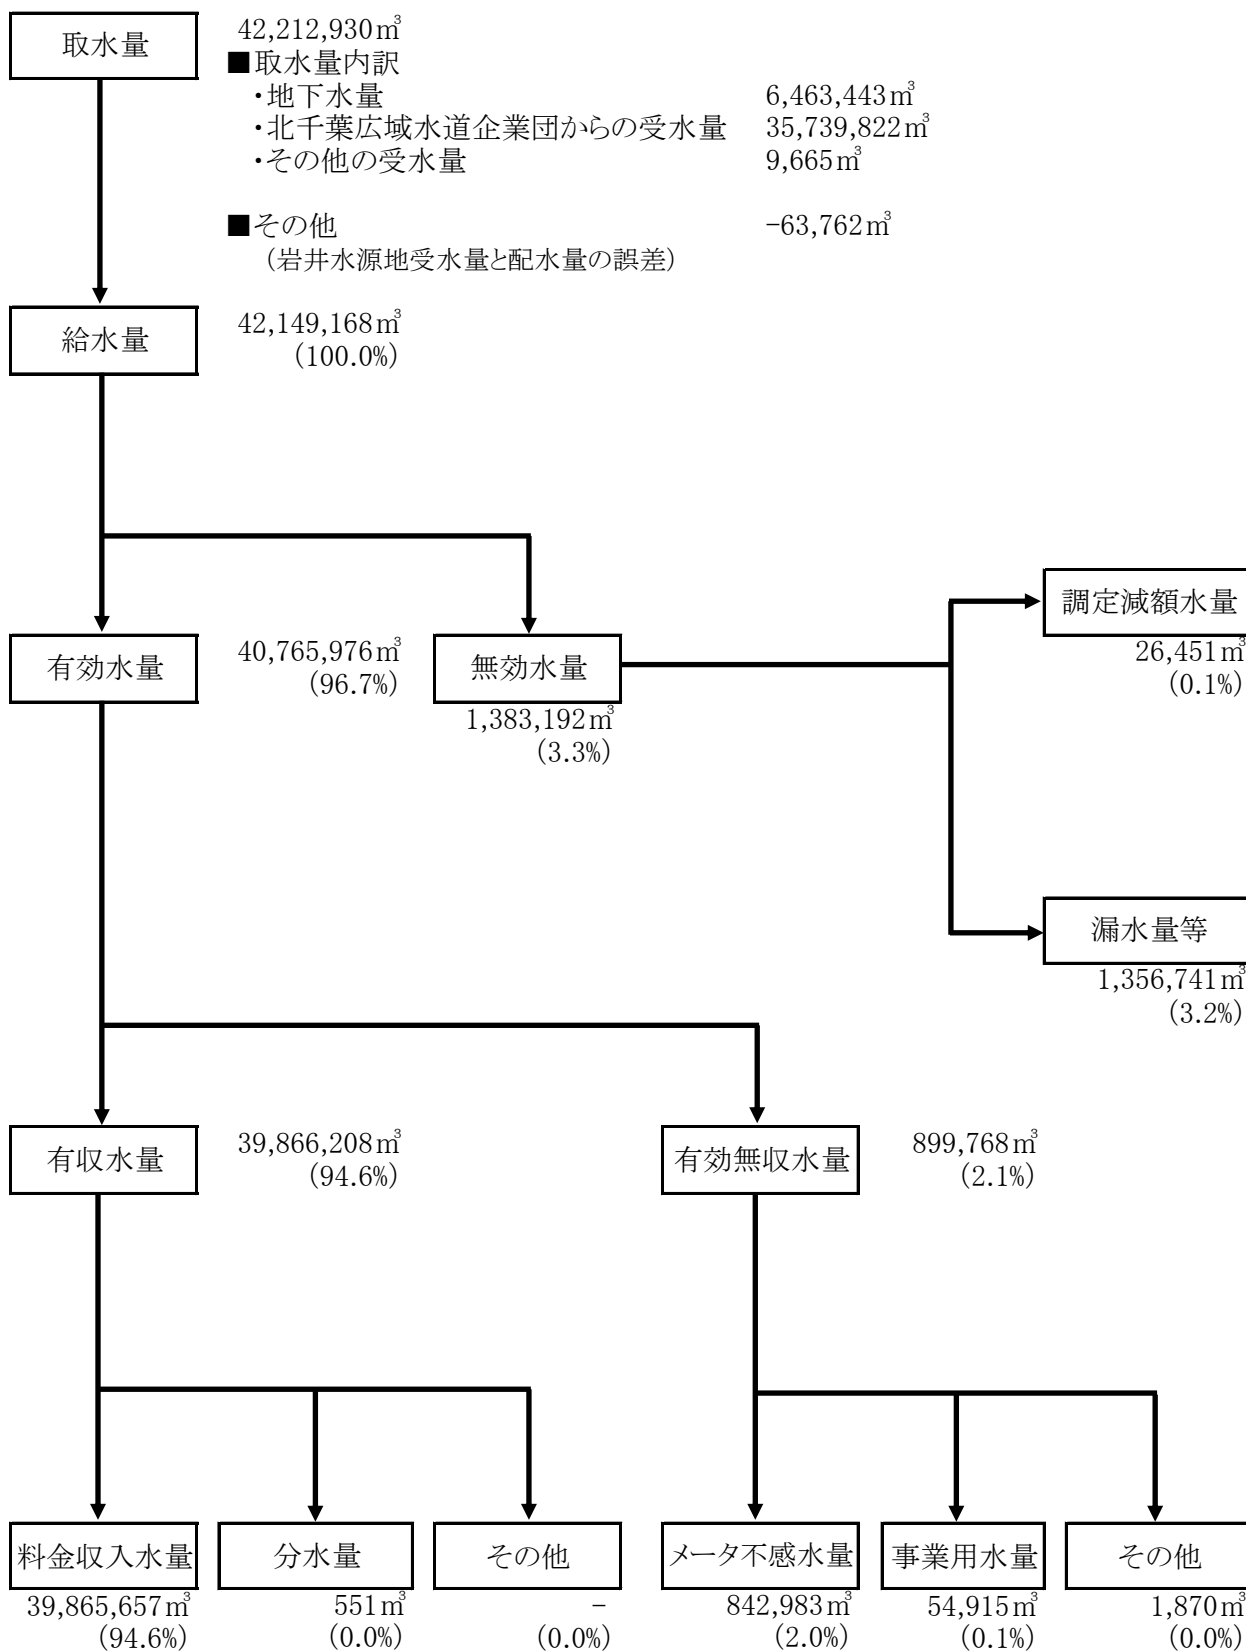 取水量
42,212,930㎥
■取水量内訳
・地下水量 6,463,443㎥
・北千葉広域水道企業団からの受水量 35,739,822㎥
・その他の受水量 9,665㎥
■その他 -63,762㎥
(岩井水源地受水量と配水量の誤差)
給水量
42,149,168㎥
(100.0%)
有効水量
40,765,976㎥
(96.7%)
無効水量
1,383,192㎥
(3.3%)
調定減額水量
26,451㎥
(0.1%)
漏水量等
1,356,741㎥
(3.2%)
有収水量
39,866,208㎥
(94.6%)
有効無収水量
899,768㎥
(2.1%)
料金収入水量
39,865,657㎥
(94.6%)
分水量
551㎥
(0.0%)
その他
-
(0.0%)
メータ不感水量
842,983㎥
(2.0%)
事業用水量
54,915㎥
(0.1%)
その他
1,870㎥
(0.0%)